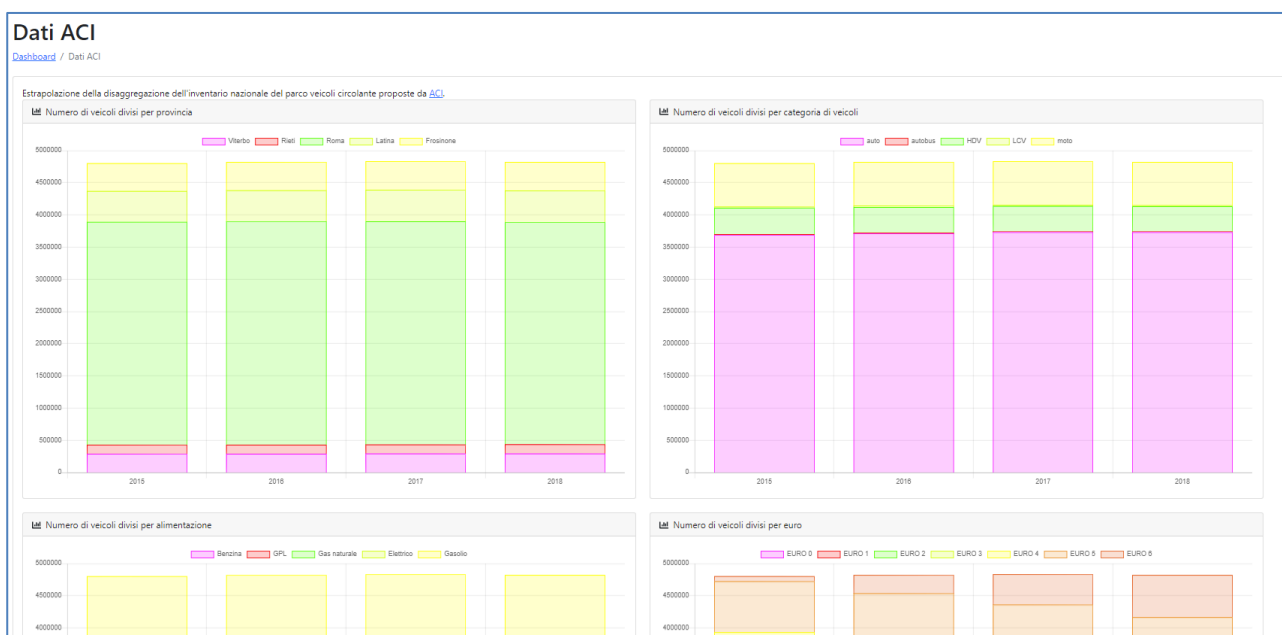 Dati ACI
Dashboard / Dati ACI
Estrapolazione della disaggregazione dell'inventario nazionale del parco veicoli circolante proposte da ACI.
Numero di veicoli divisi per provincia
Viterbo Rieti Roma Latina Frosinone
5000000
4500000
4000000
3500000
3000000
2500000
2000000
1500000
1000000
500000
0
2015 2016 2017 2018
Numero di veicoli divisi per categoria di veicoli
auto autobus HDV LCV moto
5000000
4500000
4000000
3500000
3000000
2500000
2000000
1500000
1000000
500000
0
2015 2016 2017 2018
Numero di veicoli divisi per alimentazione
Benzina GPL Gas naturale Elettrico Gasolio
5000000
4500000
4000000
Numero di veicoli divisi per euro
EURO 0 EURO 1 EURO 2 EURO 3 EURO 4 EURO 5 EURO 6
5000000
4500000
4000000